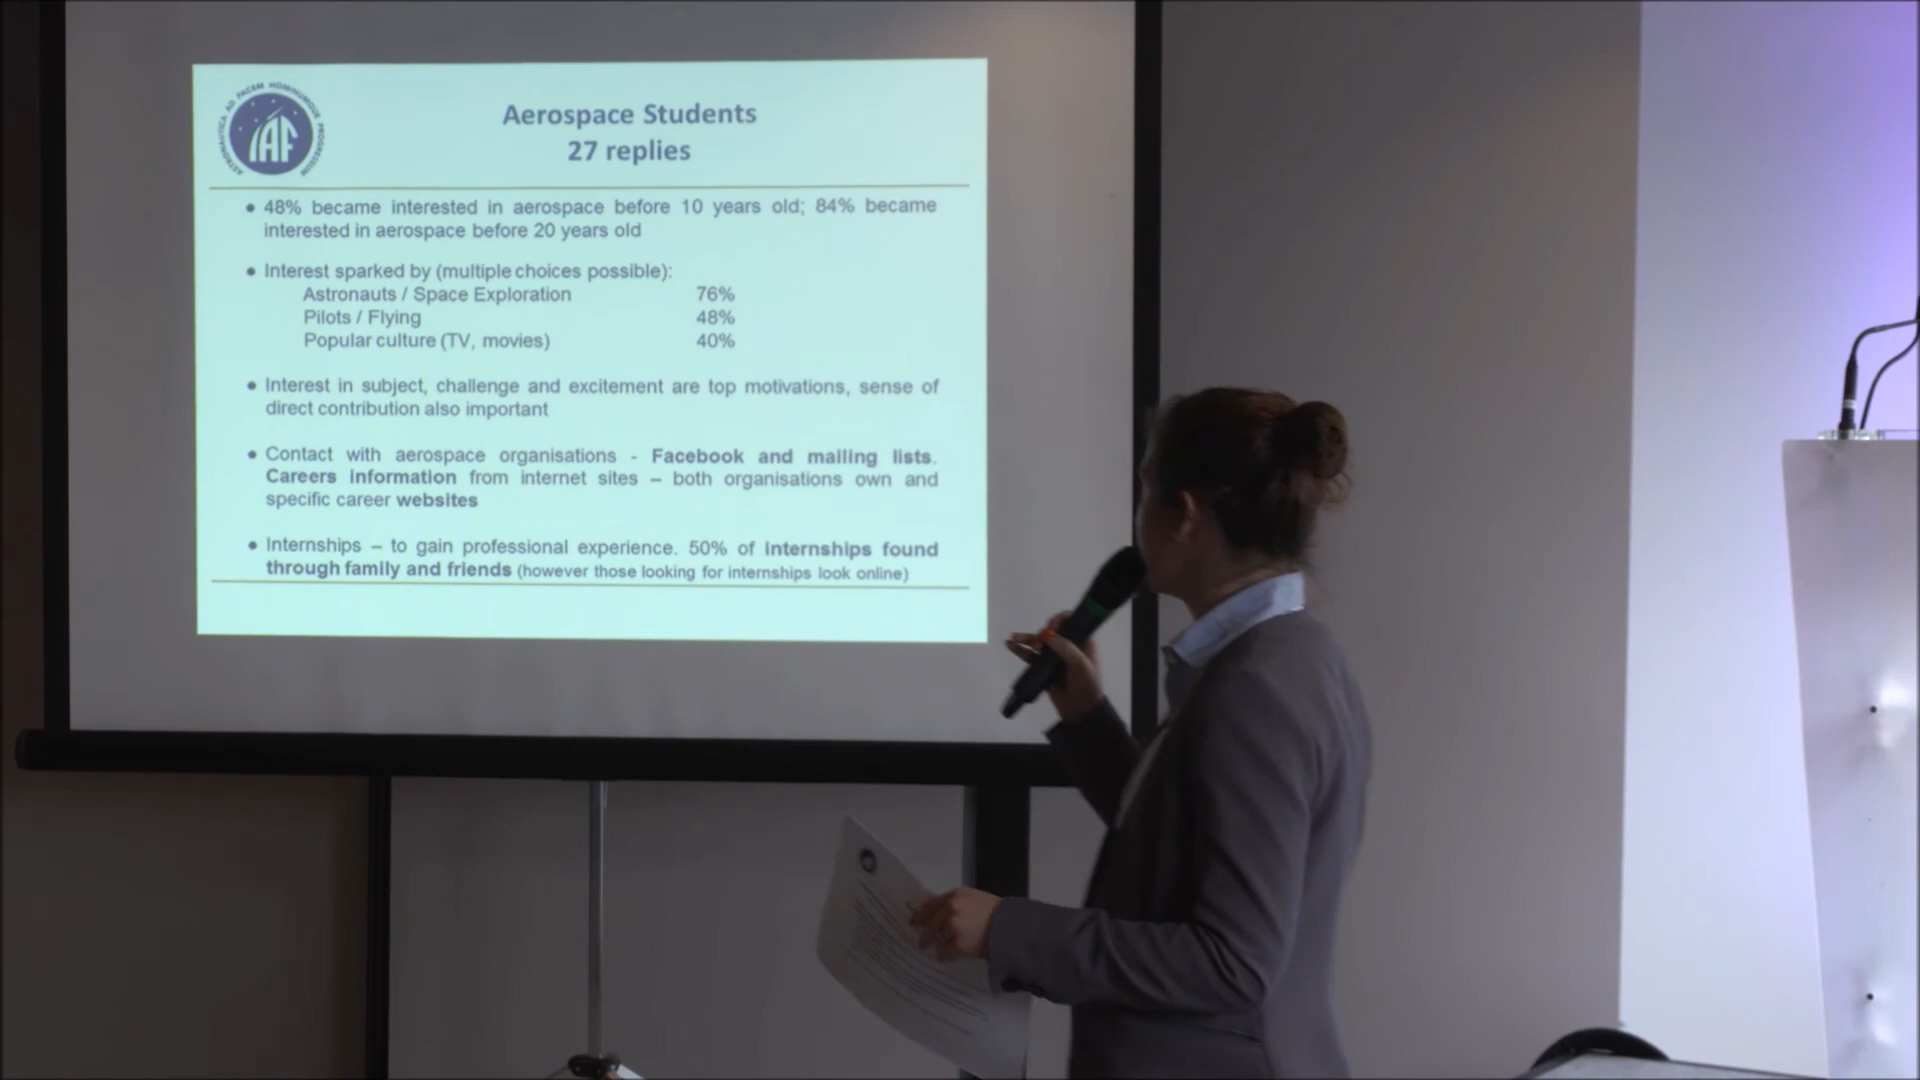 ASTRONAUTICA AD PACEM HOMINUMQUE PROGRESSUM
IAF
Aerospace Students
27 replies
● 48% became interested in aerospace before 10 years old; 84% became
interested in aerospace before 20 years old
● Interest sparked by (multiple choices possible):
Astronauts / Space Exploration 76%
Pilots / Flying 48%
Popular culture (TV, movies) 40%
● Interest in subject, challenge and excitement are top motivations, sense of
direct contribution also important
● Contact with aerospace organisations - Facebook and mailing lists.
Careers information from internet sites – both organisations own and
specific career websites
● Internships – to gain professional experience. 50% of internships found
through family and friends (however those looking for internships look online)